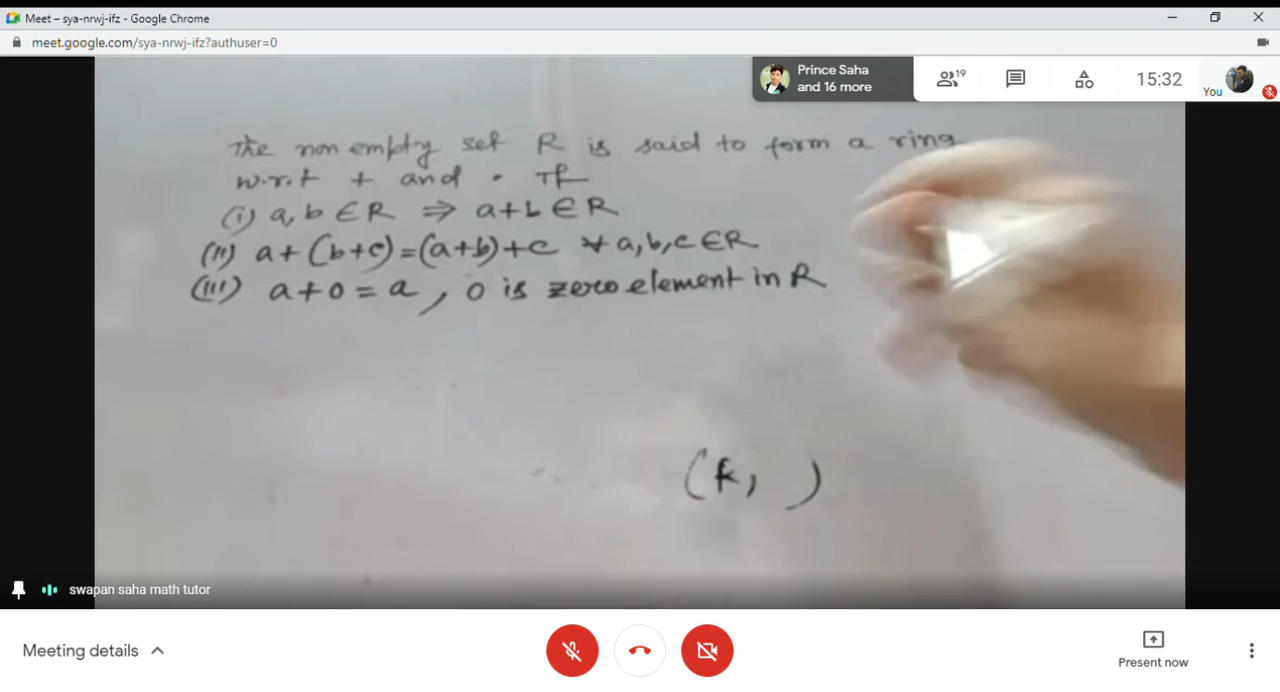 Meet – sya-nrwj-ifz - Google Chrome
meet.google.com/sya-nrwj-ifz?authuser=0
Prince Saha
and 16 more
19
15:32
You
The non empty set R is said to form a ring
w.r.t + and • If
(i) a, b ∈ R ⇒ a+b ∈ R
(ii) a+(b+c)=(a+b)+c ∀ a,b,c ∈ R
(iii) a+0 = a, 0 is zero element in R
(R, )
swapan saha math tutor
Meeting details
Present now